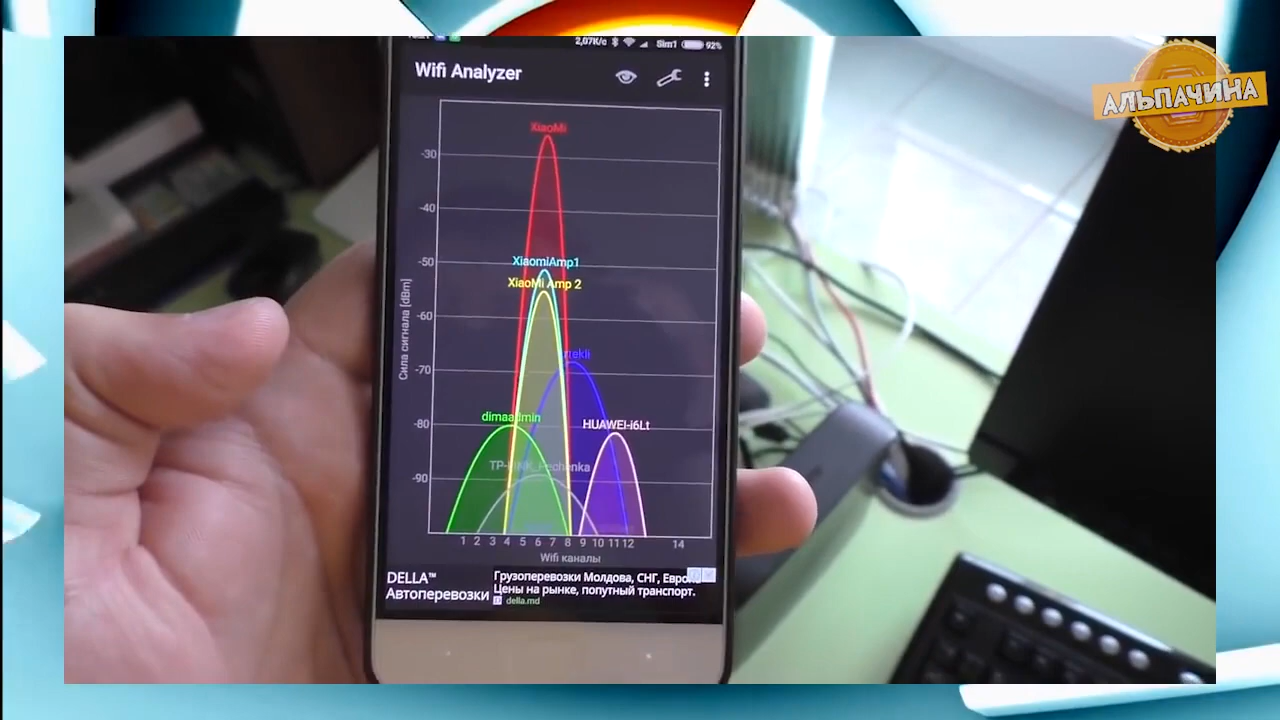 АЛЬПАЧИНА
2,07K/c Sim1 92%
Wifi Analyzer
XiaoMi
-30
-40
-50
XiaomiAmp1
XiaoMi Amp 2
-60
-70
-80
dimaadmin
HUAWEI-i6Lt
-90
Сила сигнала [dBm]
1 2 3 4 5 6 7 8 9 10 11 12 14
Wifi каналы
DELLA™
Автоперевозки
Грузоперевозки Молдова, СНГ, Европа
Цены на рынке, попутный транспорт.
della.md